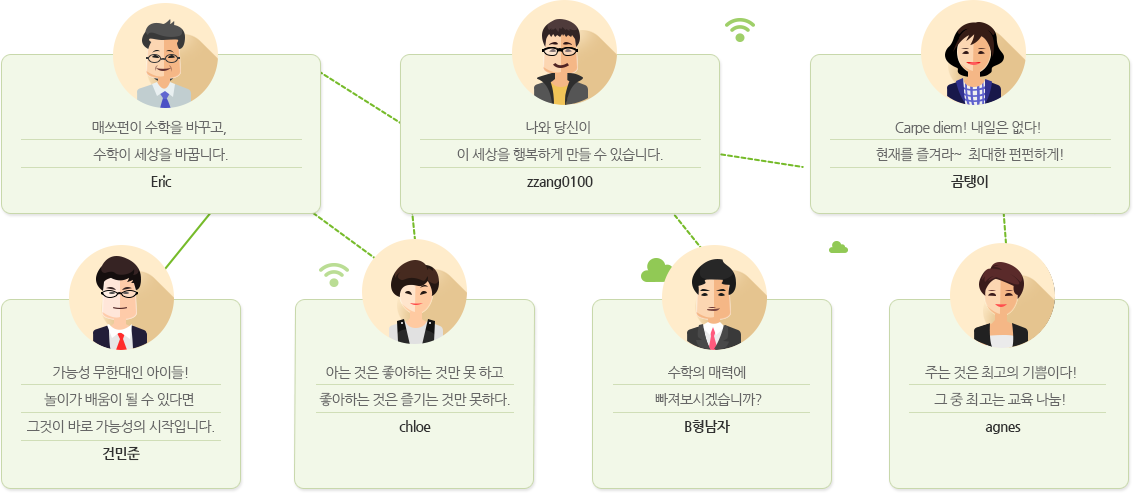 매쓰펀이 수학을 바꾸고,
수학이 세상을 바꿉니다.
Eric
나와 당신이
이 세상을 행복하게 만들 수 있습니다.
zzang0100
Carpe diem! 내일은 없다!
현재를 즐겨라~ 최대한 펀펀하게!
곰탱이
가능성 무한대인 아이들!
놀이가 배움이 될 수 있다면
그것이 바로 가능성의 시작입니다.
건민준
아는 것은 좋아하는 것만 못 하고
좋아하는 것은 즐기는 것만 못하다.
chloe
수학의 매력에
빠져보시겠습니까?
B형남자
주는 것은 최고의 기쁨이다!
그 중 최고는 교육 나눔!
agnes